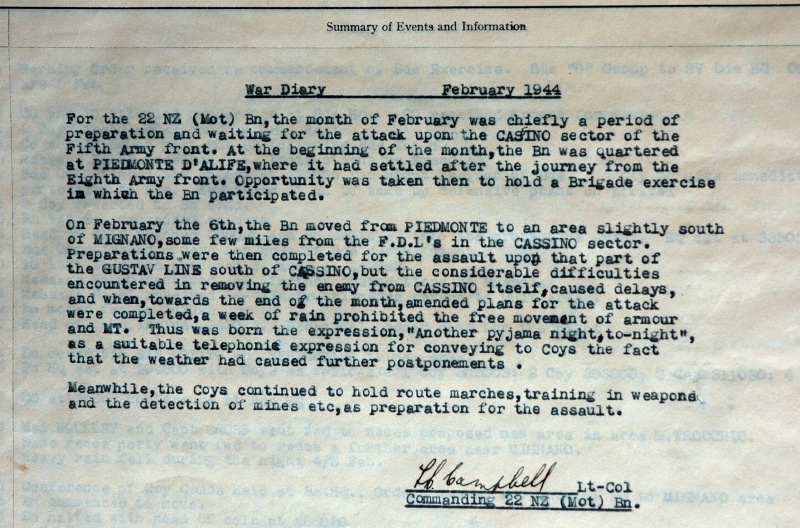 Summary of Events and Information
War Diary February 1944
For the 22 NZ (Mot) Bn,the month of February was chiefly a period of
preparation and waiting for the attack upon the CASINO sector of the
Fifth Army front. At the beginning of the month,the Bn was quartered
at PIEDMONTE D'ALIFE,where it had settled after the journey from the
Eighth Army front. Opportunity was taken then to hold a Brigade exercise
in which the Bn participated.
On February the 6th,the Bn moved from PIEDMONTE to an area slightly south
of MIGNANO,some few miles from the F.D.L's in the CASSINO sector.
Preparations were then completed for the assault upon that part of
the GUSTAV LINE south of CASSINO,but the considerable difficulties
encountered in removing the enemy from CASSINO itself,caused delays,
and when,towards the end of the month,amended plans for the attack
were completed,a week of rain prohibited the free movement of armour
and MT. Thus was born the expression,"Another pyjama night,to-night",
as a suitable telephonic expression for conveying to Coys the fact
that the weather had caused further postponements .
Meanwhile,the Coys continued to hold route marches,training in weapons
and the detection of mines etc,as preparation for the assault.
Campbell Lt-Col
Commanding 22 NZ (Mot) Bn.